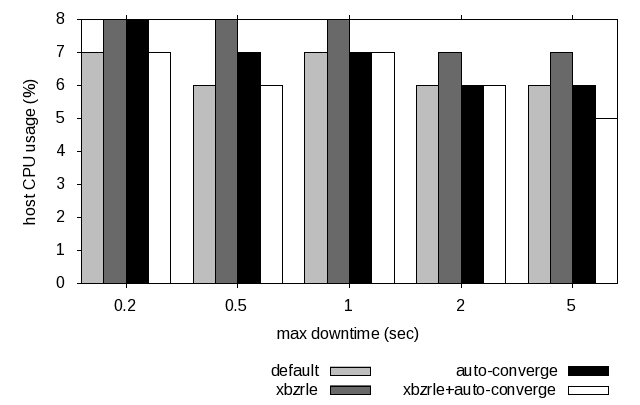 8
7
6
5
4
3
2
1
0
host CPU usage (%)
0.2 0.5 1 2 5
max downtime (sec)
default auto-converge
xbzrle xbzrle+auto-converge